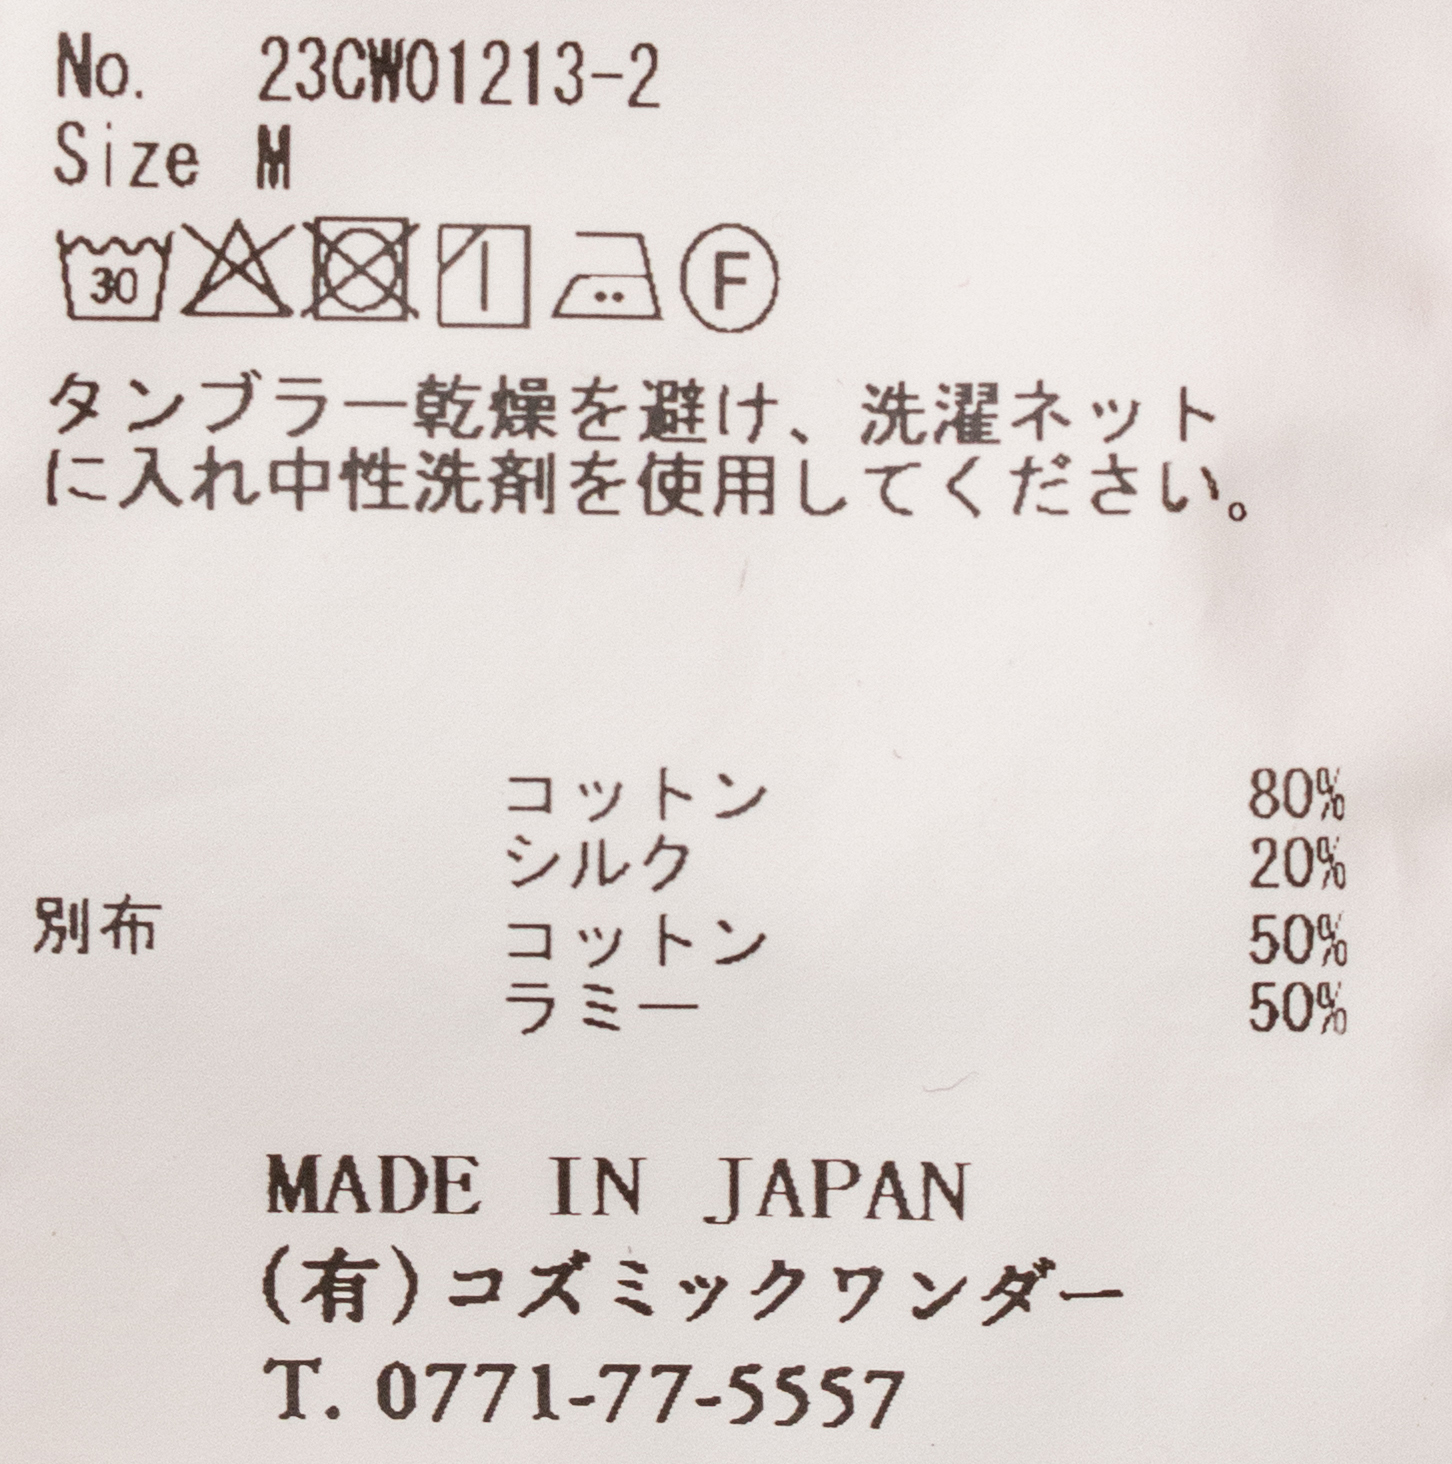 No. 23CW01213-2
Size M
30 F
タンブラー乾燥を避け、洗濯ネット
に入れ中性洗剤を使用してください。
コットン 80%
シルク 20%
別布 コットン 50%
ラミー 50%
MADE IN JAPAN
(有)コズミックワンダー
T. 0771-77-5557